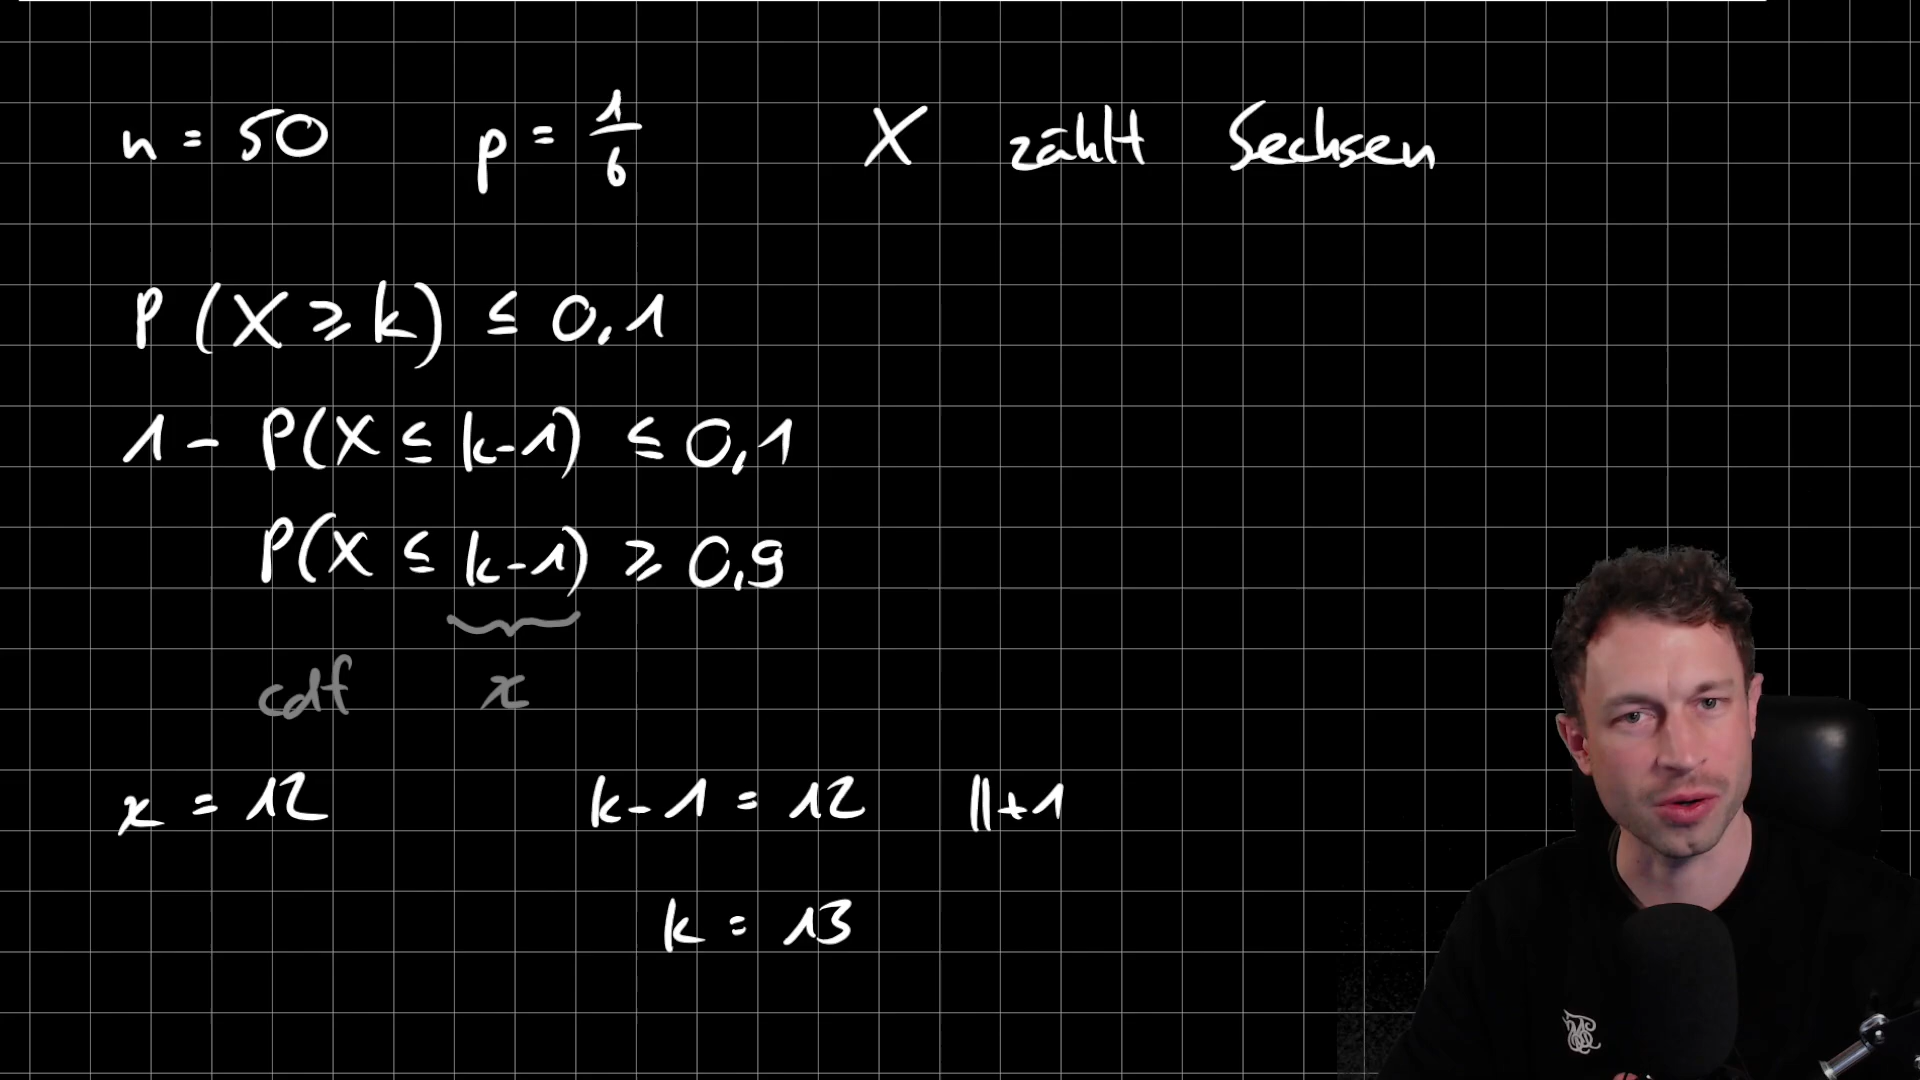 n = 50 p = 1/6 X zählt Sechsen
P (X ≥ k) ≤ 0,1
1 - P(X ≤ k-1) ≤ 0,1
P(X ≤ k-1) ≥ 0,9
cdf x
x = 12 k-1 = 12 ||+1
k = 13